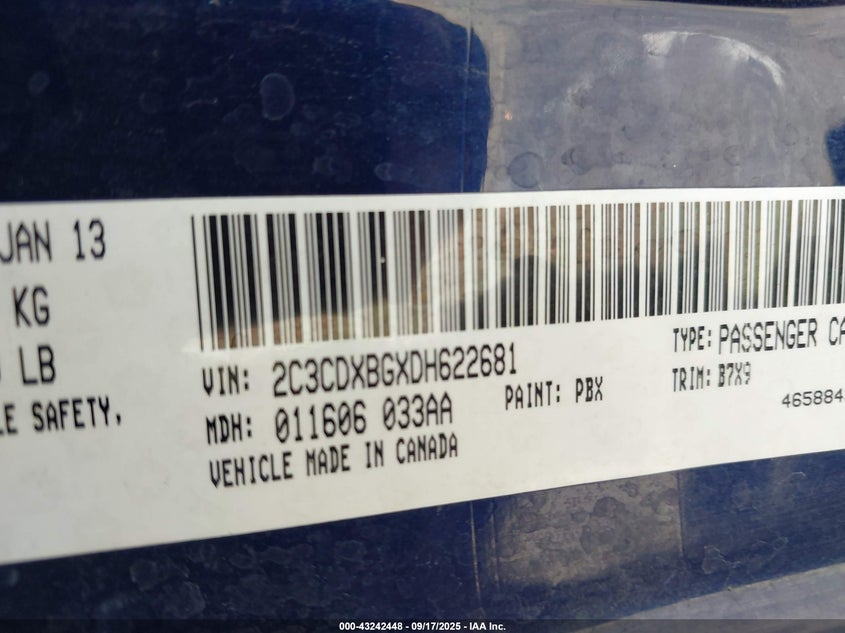 JAN 13
KG
LB
LE SAFETY.
VIN: 2C3CDXBGXDH622681
MDH: 011606 033AA
VEHICLE MADE IN CANADA
PAINT: PBX
TYPE: PASSENGER CA
TRIM: B7X9
465884
000-43242448 - 09/17/2025 - IAA Inc.